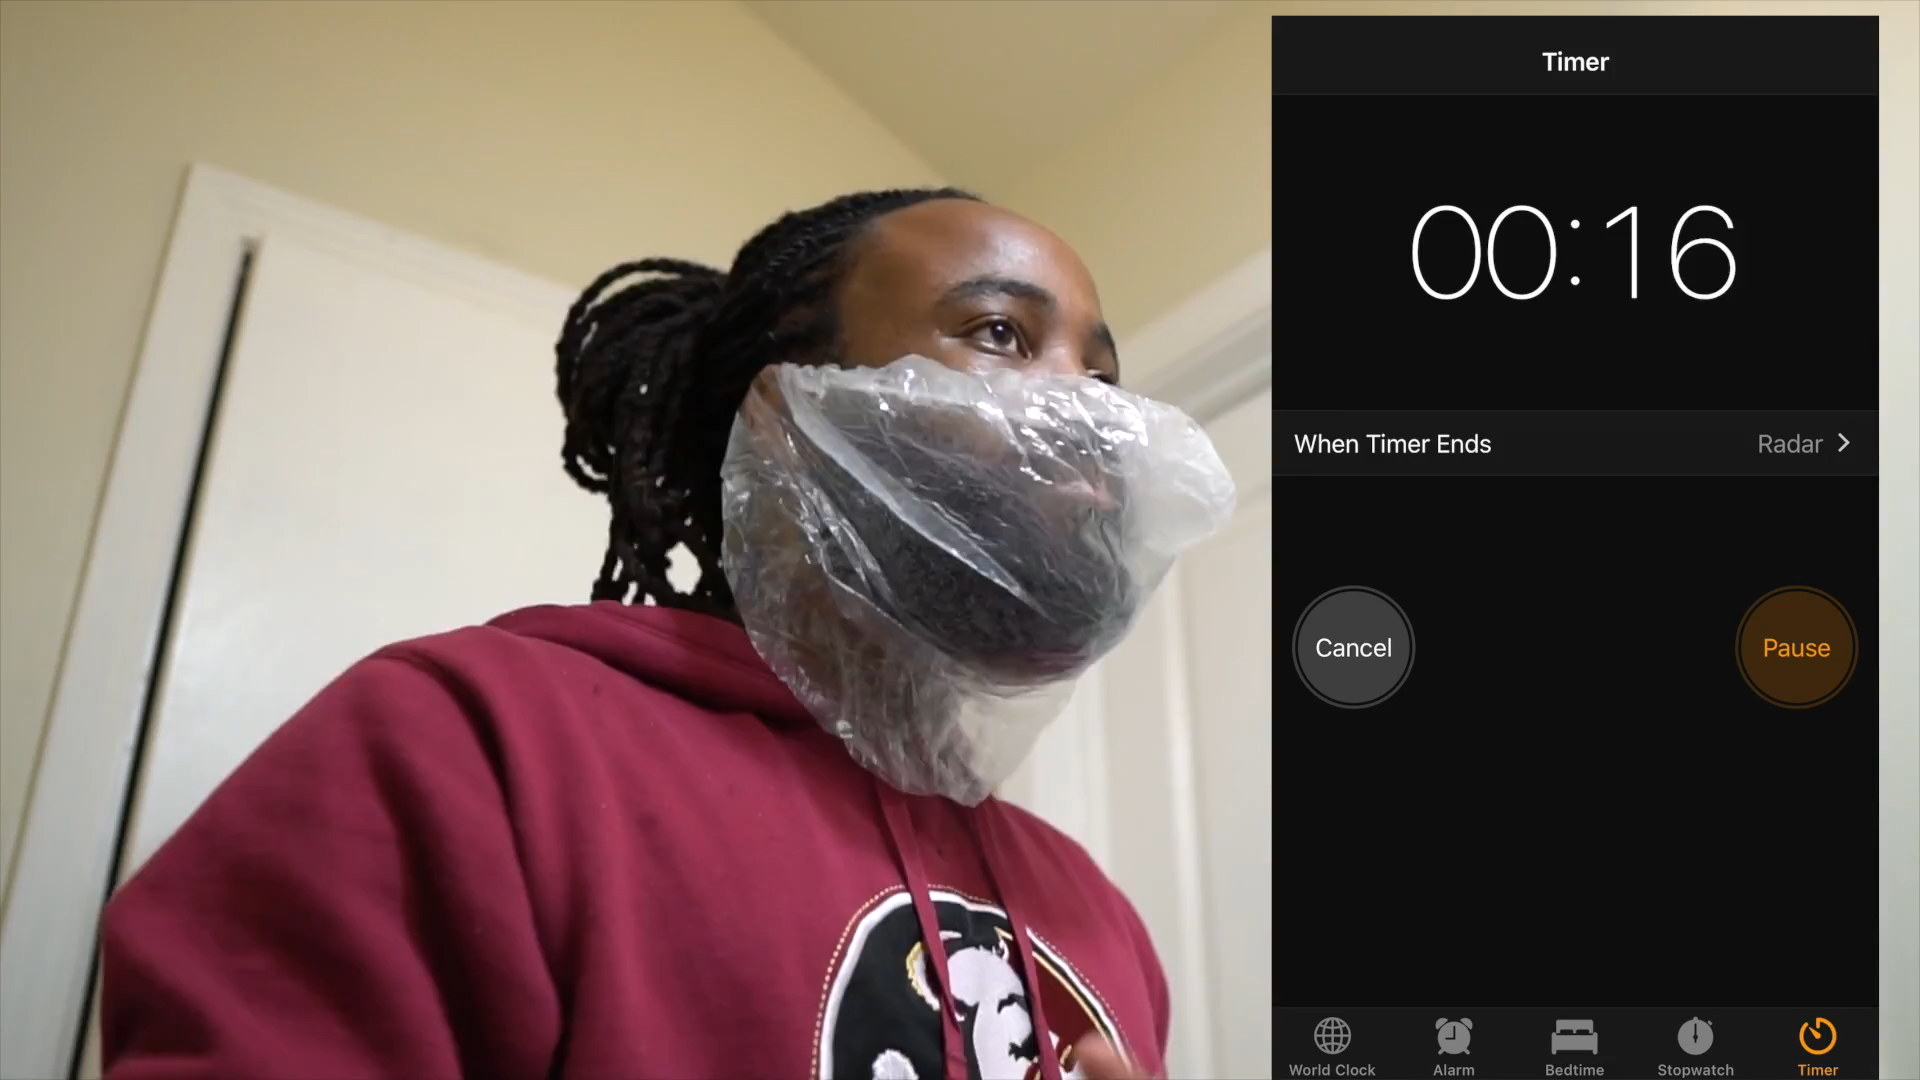 Timer
00:16
When Timer Ends Radar
Cancel Pause
World Clock Alarm Bedtime Stopwatch Timer